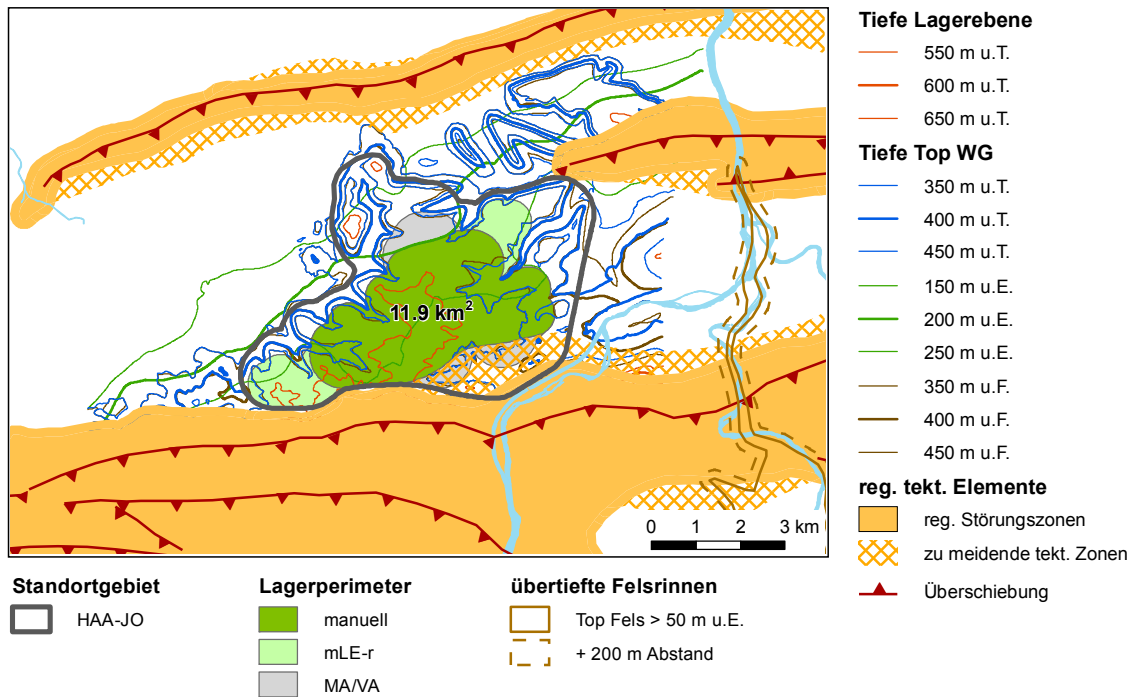 11.9 km²
0 1 2 3 km
Tiefe Lagerebene
550 m u.T.
600 m u.T.
650 m u.T.
Tiefe Top WG
350 m u.T.
400 m u.T.
450 m u.T.
150 m u.E.
200 m u.E.
250 m u.E.
350 m u.F.
400 m u.F.
450 m u.F.
reg. tekt. Elemente
reg. Störungszonen
zu meidende tekt. Zonen
Überschiebung
Standortgebiet
HAA-JO
Lagerperimeter
manuell
mLE-r
MA/VA
übertiefte Felsrinnen
Top Fels > 50 m u.E.
+ 200 m Abstand